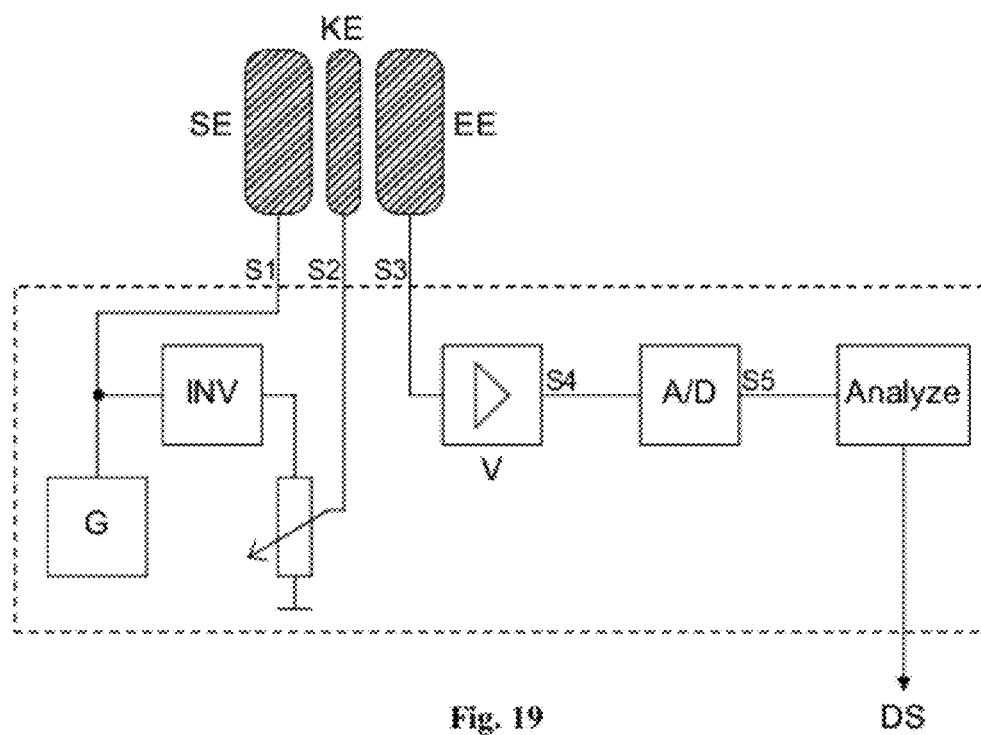 KE
SE
EE
S1
S2
S3
INV
S4
A/D
S5
Analyze
V
G
Fig. 19
DS